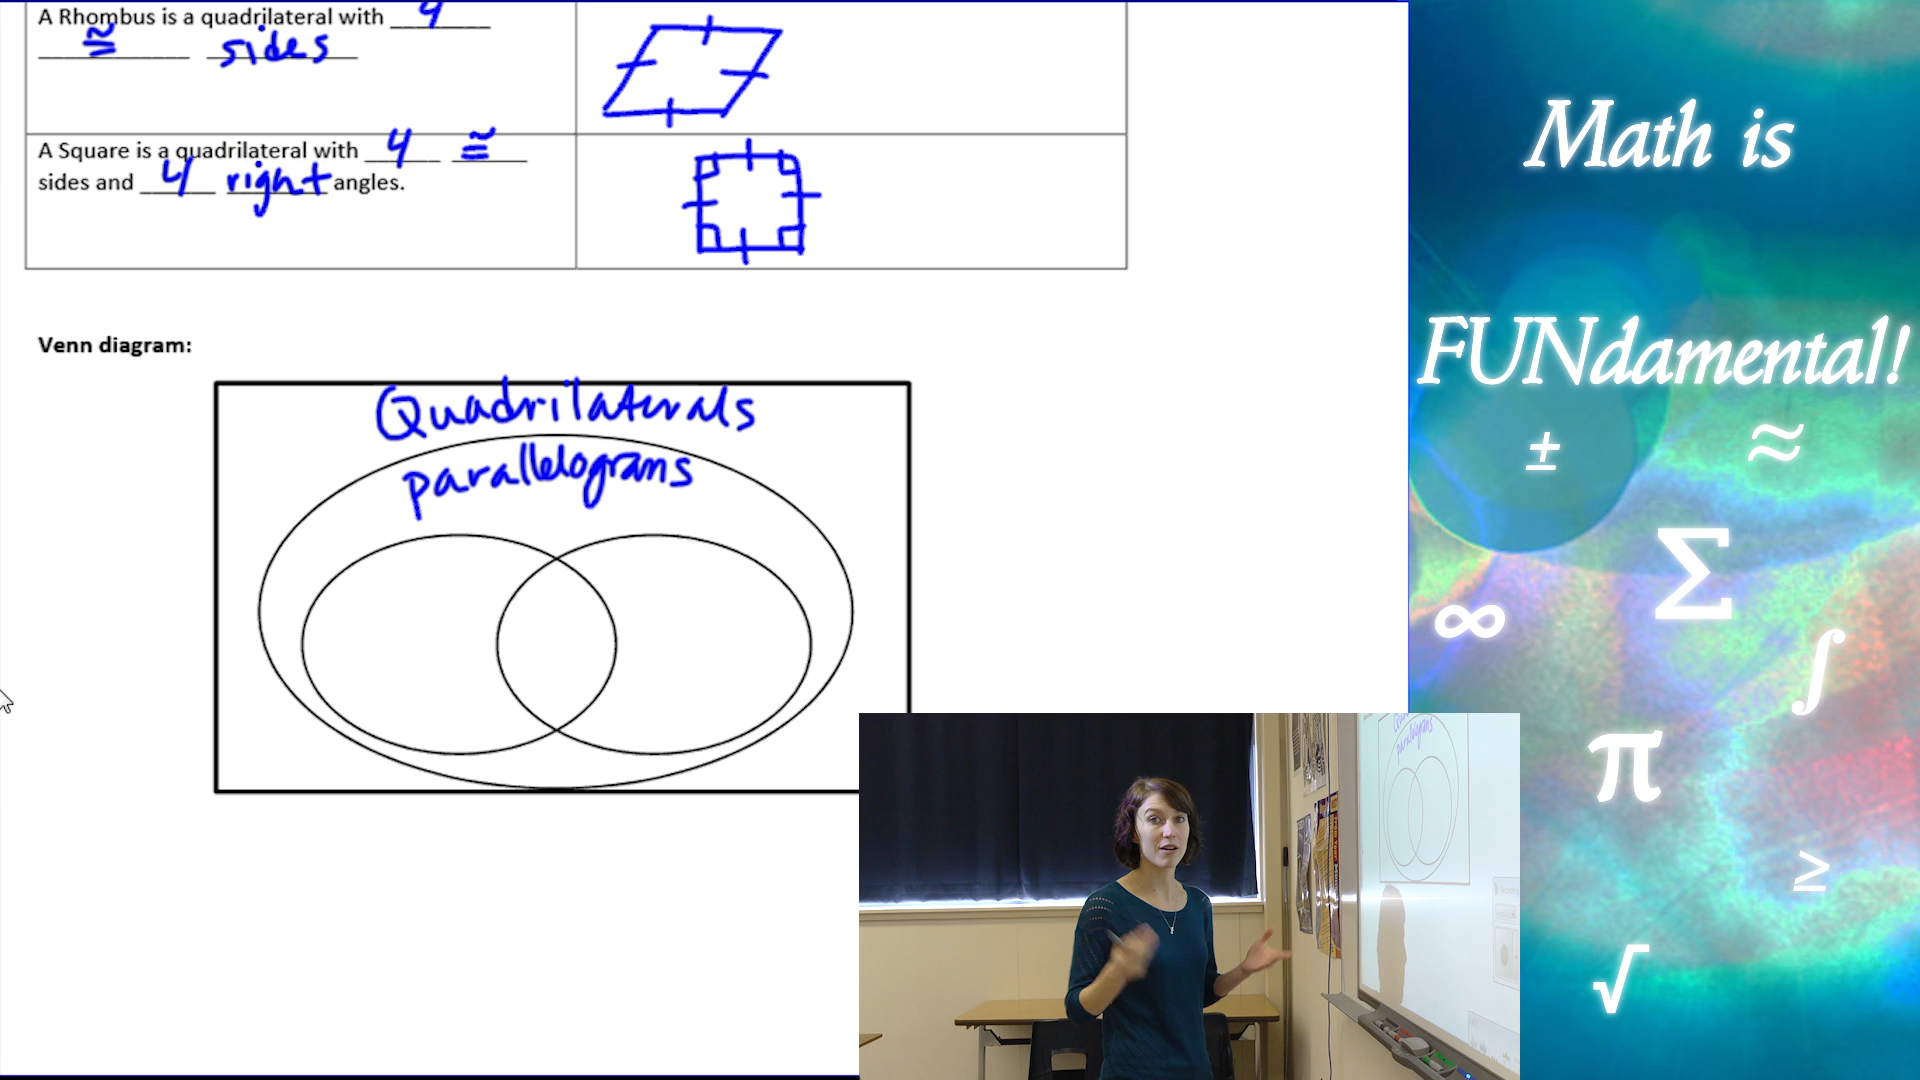 A Rhombus is a quadrilateral with 4
≅ sides
A Square is a quadrilateral with 4 ≅
sides and 4 right angles.
Venn diagram:
Quadrilaterals
parallelograms
Math is
FUNdamental!
± ≈
Σ
∞
∫
π
≥
√
parallelograms